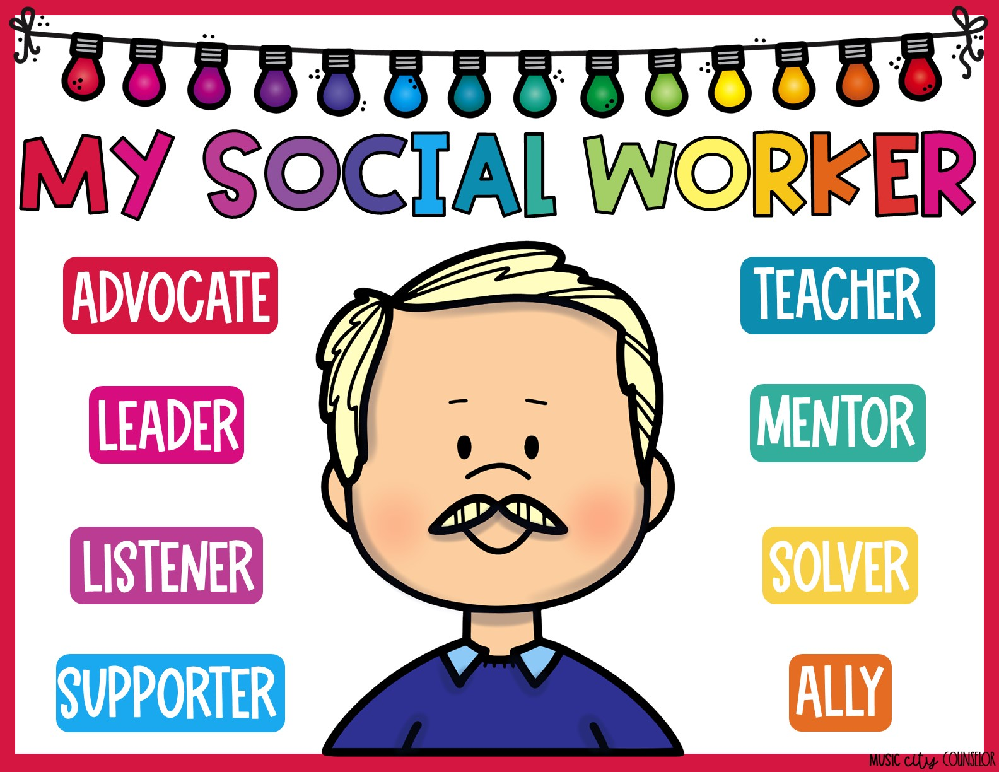 MY SOCIAL WORKER
ADVOCATE
LEADER
LISTENER
SUPPORTER
TEACHER
MENTOR
SOLVER
ALLY
MUSIC city COUNSELOR